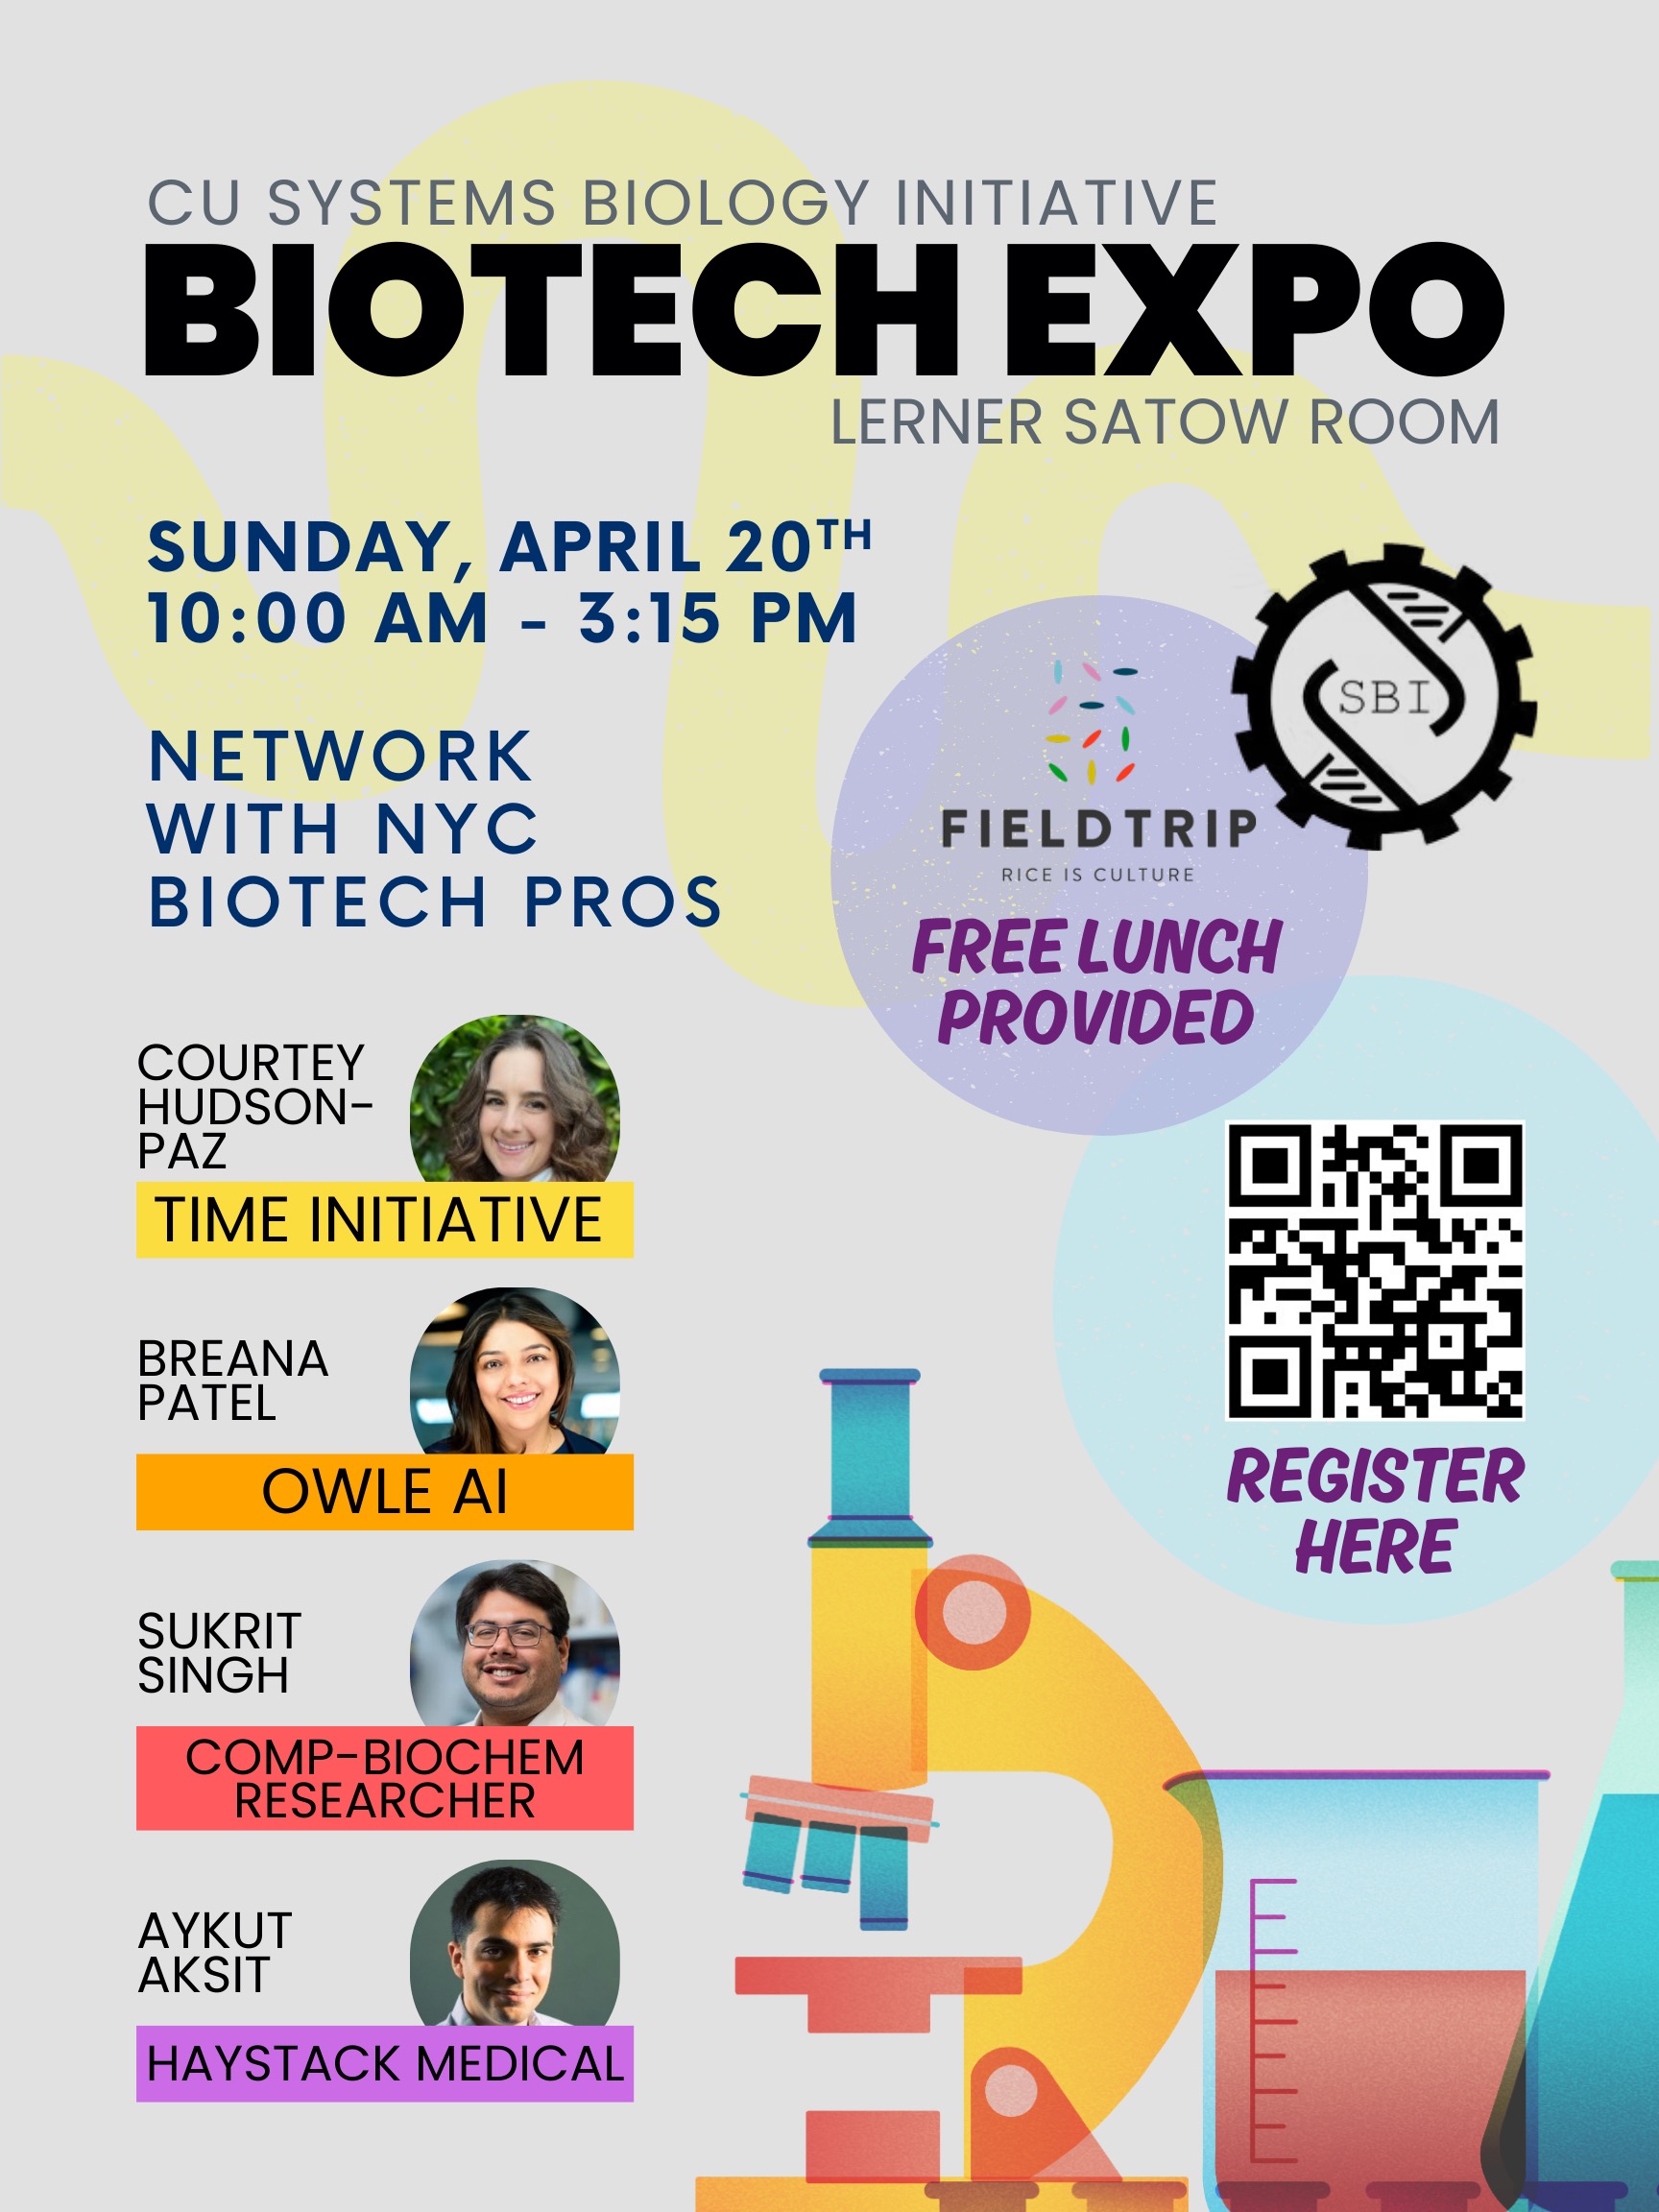 CU SYSTEMS BIOLOGY INITIATIVE
BIOTECH EXPO
LERNER SATOW ROOM
SUNDAY, APRIL 20TH
10:00 AM - 3:15 PM
NETWORK
WITH NYC
BIOTECH PROS
SBI
FIELDTRIP
RICE IS CULTURE
FREE LUNCH
PROVIDED
COURTEY
HUDSON-
PAZ
TIME INITIATIVE
BREANA
PATEL
OWLE AI
SUKRIT
SINGH
COMP-BIOCHEM
RESEARCHER
AYKUT
AKSIT
HAYSTACK MEDICAL
REGISTER
HERE